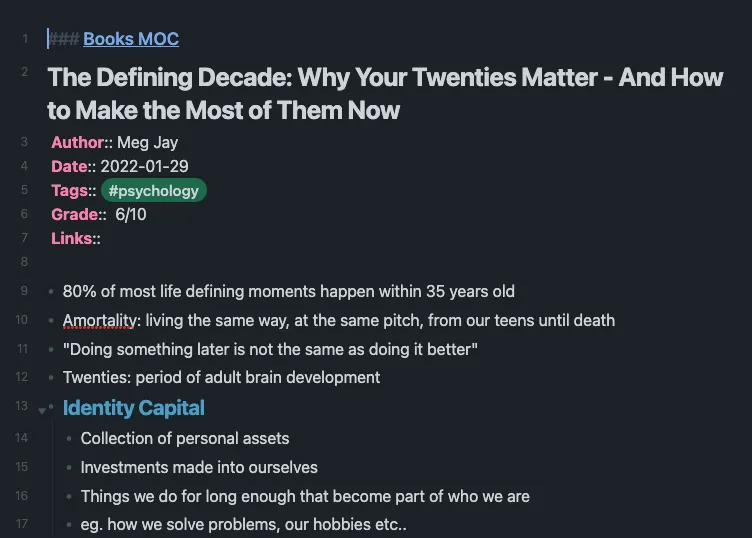 1 ### Books MOC
2 The Defining Decade: Why Your Twenties Matter - And How
to Make the Most of Them Now
3 Author:: Meg Jay
4 Date:: 2022-01-29
5 Tags:: #psychology
6 Grade:: 6/10
7 Links::
8
9 • 80% of most life defining moments happen within 35 years old
10 • Amortality: living the same way, at the same pitch, from our teens until death
11 • "Doing something later is not the same as doing it better"
12 • Twenties: period of adult brain development
13 • Identity Capital
14 • Collection of personal assets
15 • Investments made into ourselves
16 • Things we do for long enough that become part of who we are
17 • eg. how we solve problems, our hobbies etc..